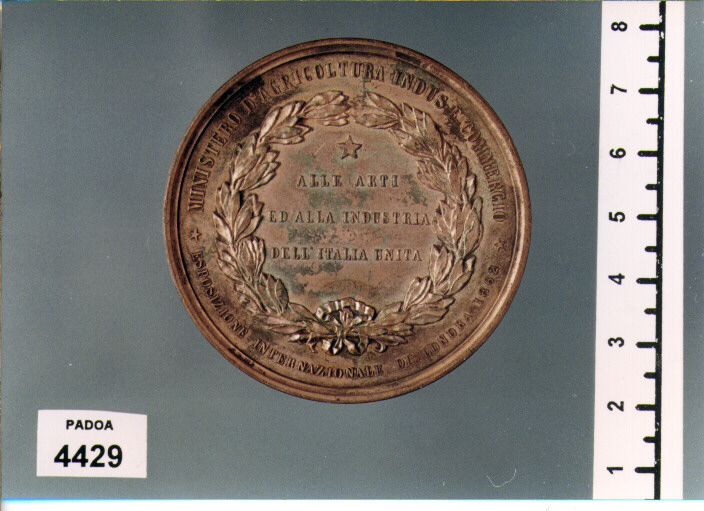 MINISTERO D'AGRICOLTURA INDUS. E COMMERCIO
ALLE ARTI
ED ALLA INDUSTRIA
DELL'ITALIA UNITA
ESPOSIZIONE INTERNAZIONALE DI LONDRA 1862
PADOA
4429
8
7
6
5
4
3
2
1